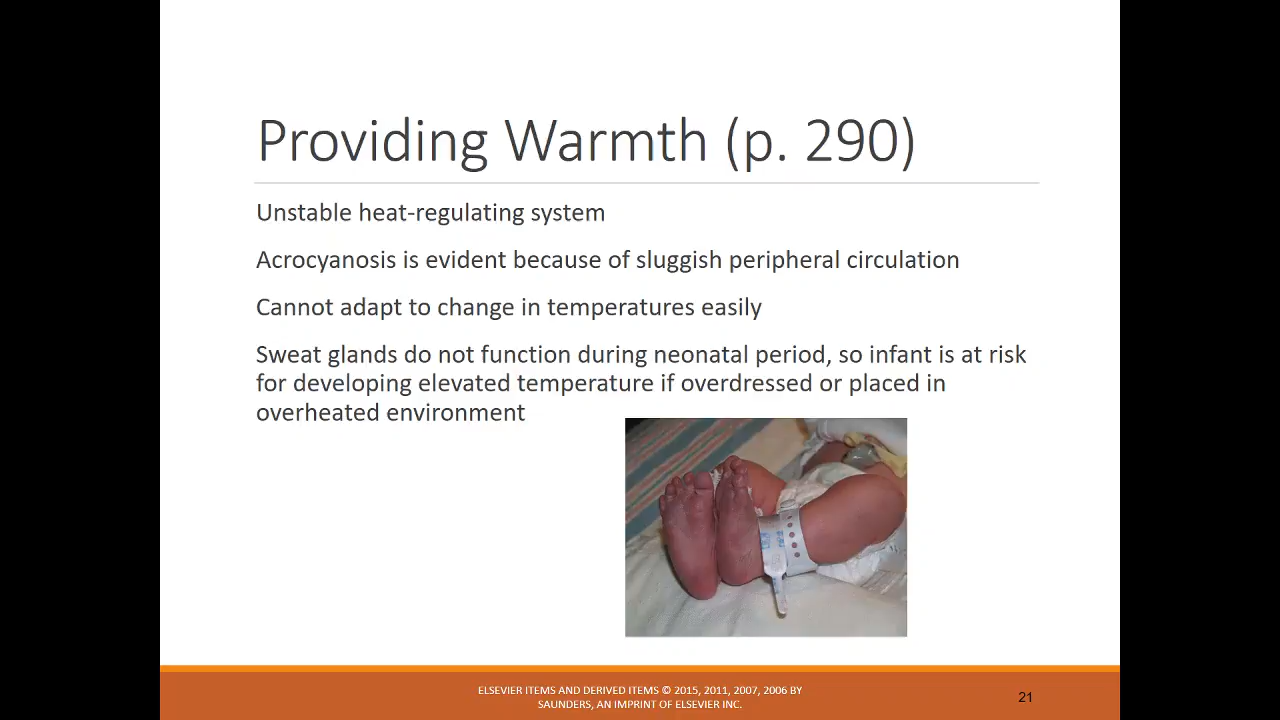 Providing Warmth (p. 290)
Unstable heat-regulating system
Acrocyanosis is evident because of sluggish peripheral circulation
Cannot adapt to change in temperatures easily
Sweat glands do not function during neonatal period, so infant is at risk
for developing elevated temperature if overdressed or placed in
overheated environment
ELSEVIER ITEMS AND DERIVED ITEMS © 2015, 2011, 2007, 2006 BY
SAUNDERS, AN IMPRINT OF ELSEVIER INC.
21